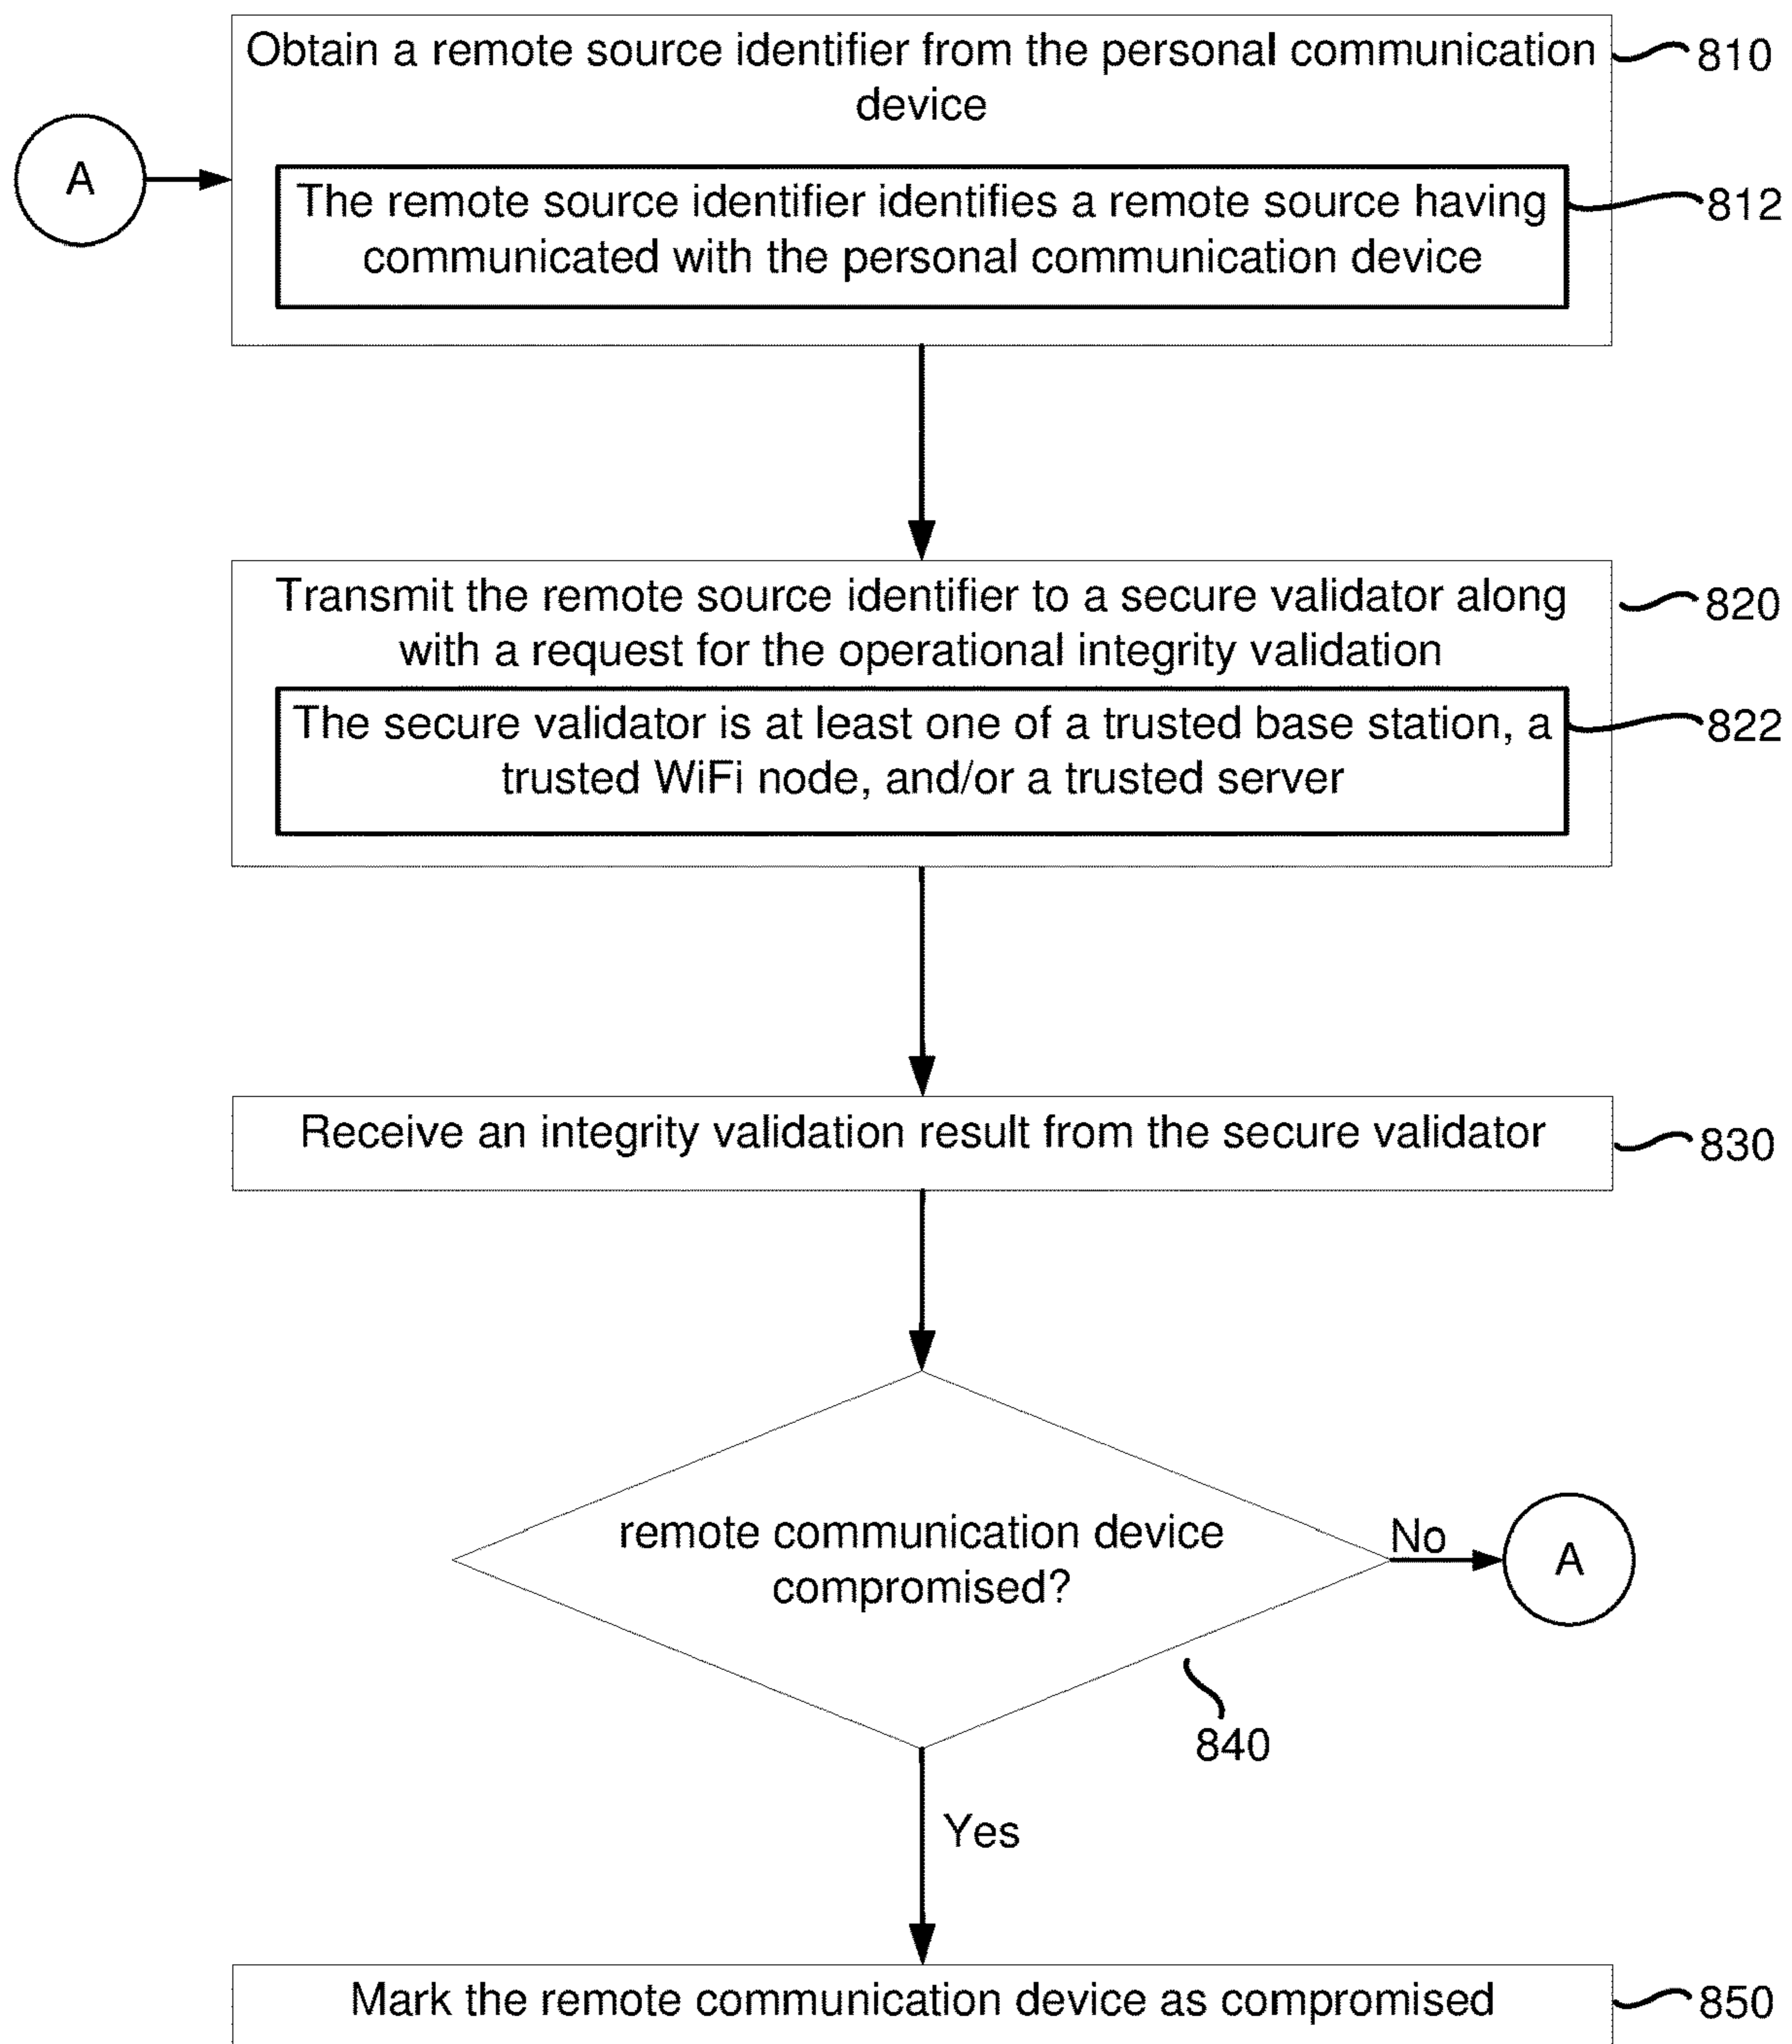 Obtain a remote source identifier from the personal communication
device
810
A
The remote source identifier identifies a remote source having
communicated with the personal communication device
812
Transmit the remote source identifier to a secure validator along
with a request for the operational integrity validation
820
The secure validator is at least one of a trusted base station, a
trusted WiFi node, and/or a trusted server
822
Receive an integrity validation result from the secure validator
830
remote communication device
compromised?
No
A
840
Yes
Mark the remote communication device as compromised
850